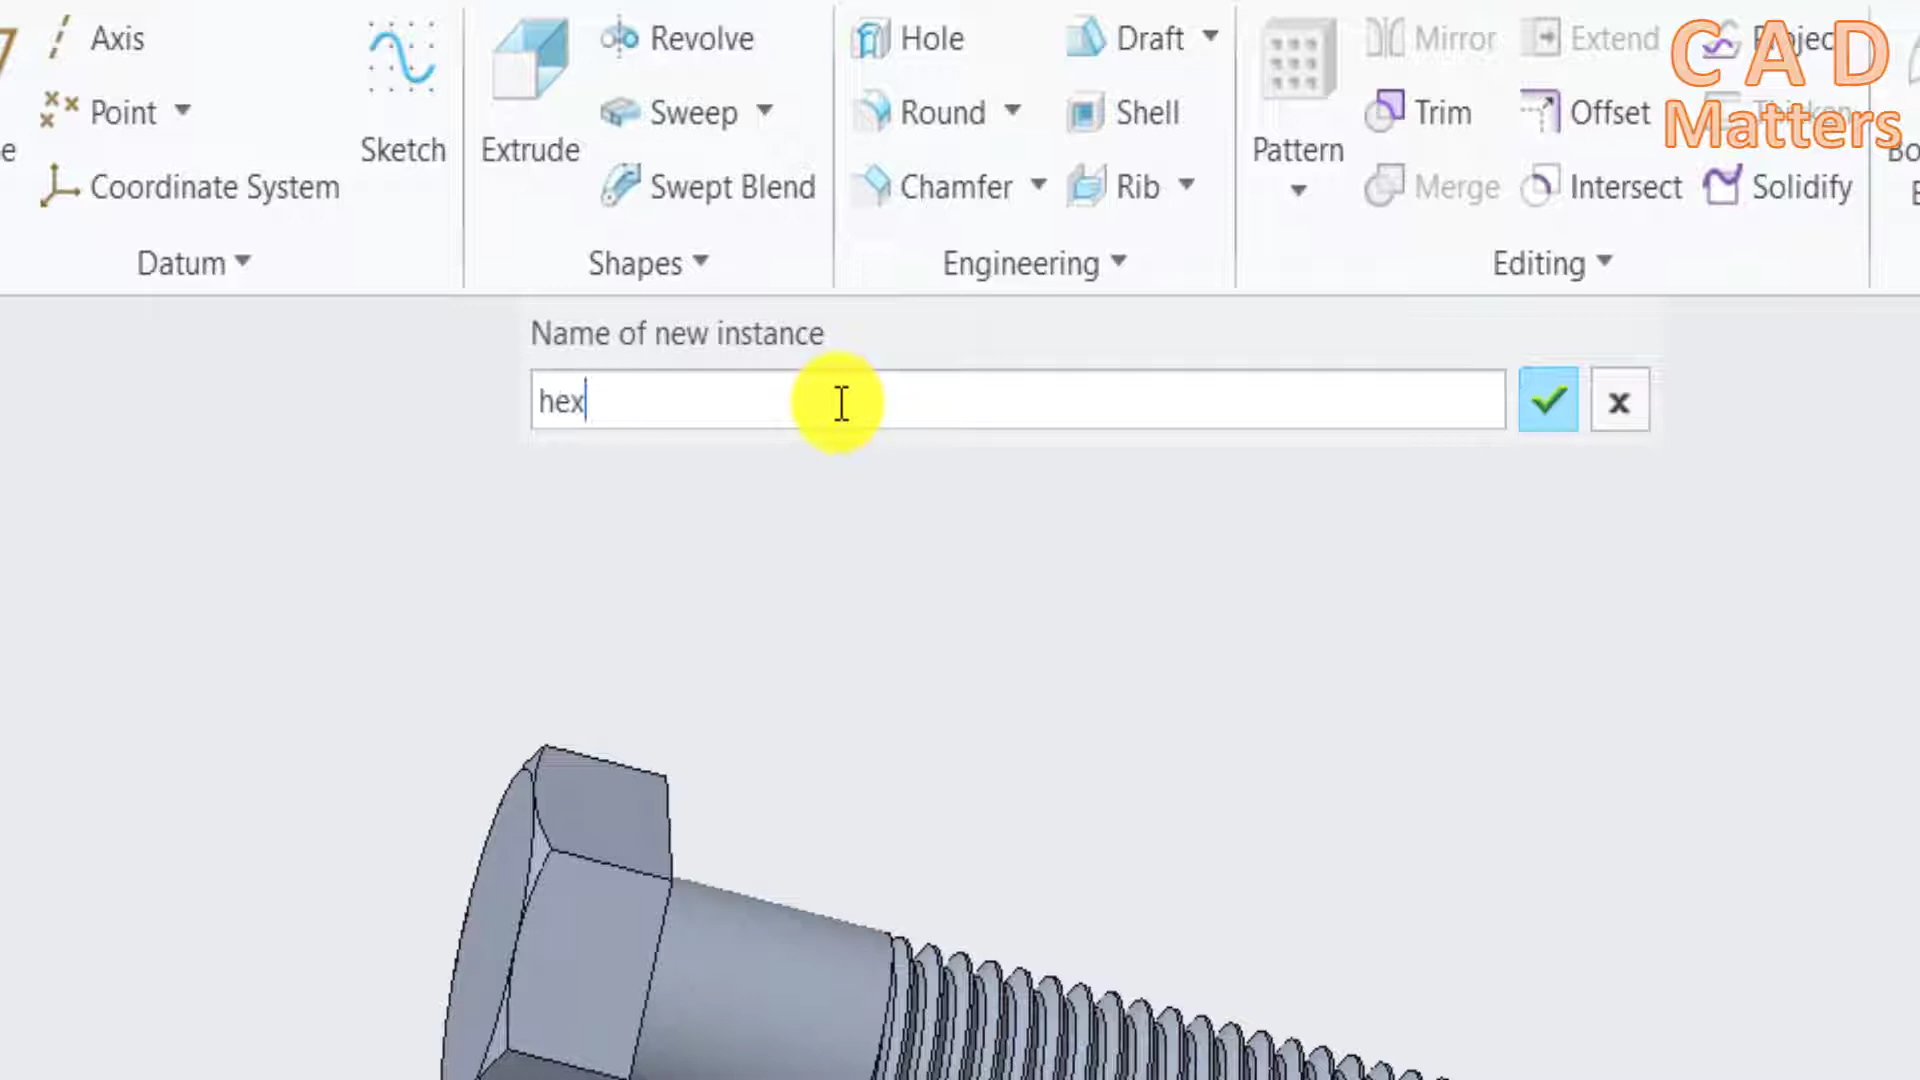 Axis
Point
Coordinate System
Datum
Sketch
Extrude
Revolve
Sweep
Swept Blend
Shapes
Hole
Round
Chamfer
Draft
Shell
Rib
Engineering
Pattern
Mirror
Trim
Merge
Extend
Offset
Intersect
Solidify
Editing
CAD
Matters
Name of new instance
hex